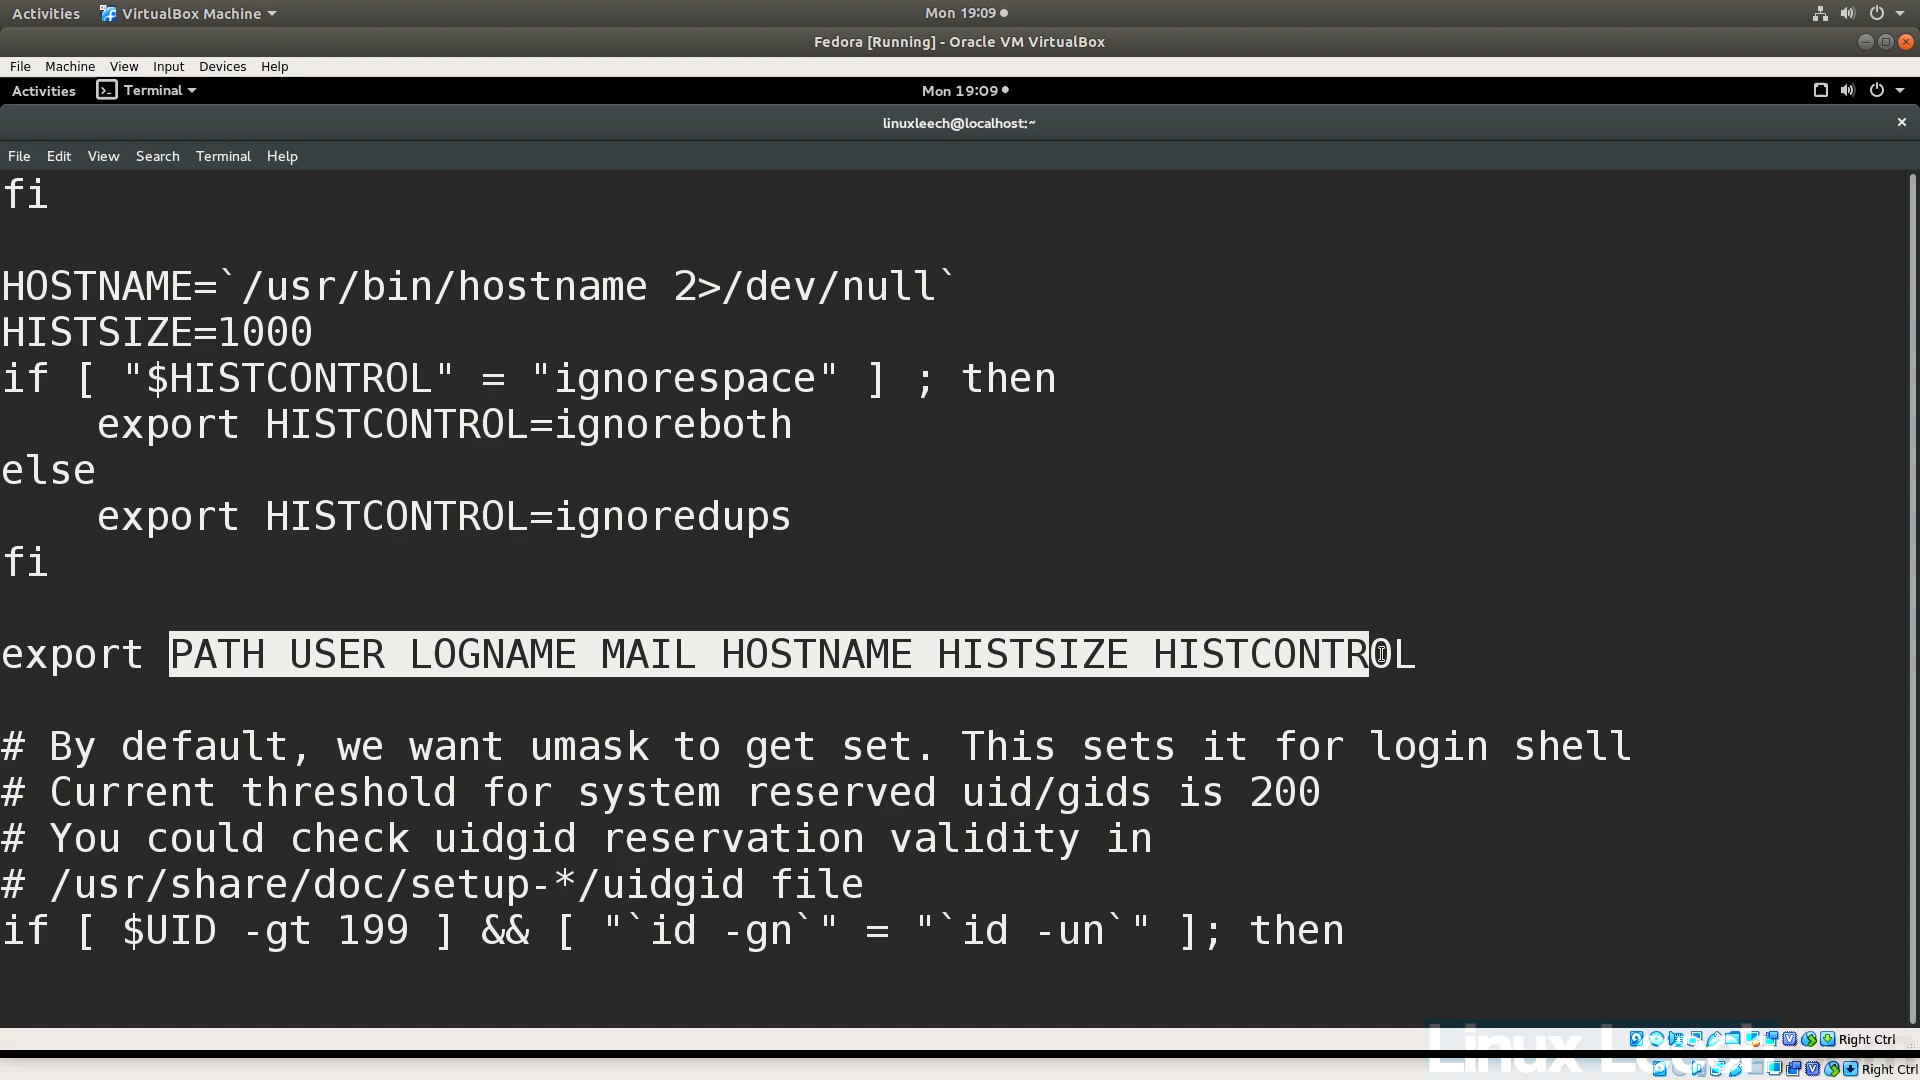 Activities VirtualBox Machine Mon 19:09
Fedora [Running] - Oracle VM VirtualBox
File Machine View Input Devices Help
Activities Terminal Mon 19:09
linuxleech@localhost:~
File Edit View Search Terminal Help
fi
HOSTNAME=`/usr/bin/hostname 2>/dev/null`
HISTSIZE=1000
if [ "$HISTCONTROL" = "ignorespace" ] ; then
    export HISTCONTROL=ignoreboth
else
    export HISTCONTROL=ignoredups
fi
export PATH USER LOGNAME MAIL HOSTNAME HISTSIZE HISTCONTROL
# By default, we want umask to get set. This sets it for login shell
# Current threshold for system reserved uid/gids is 200
# You could check uidgid reservation validity in
# /usr/share/doc/setup-*/uidgid file
if [ $UID -gt 199 ] && [ "`id -gn`" = "`id -un`" ]; then
Right Ctrl
Linux
Right Ctrl